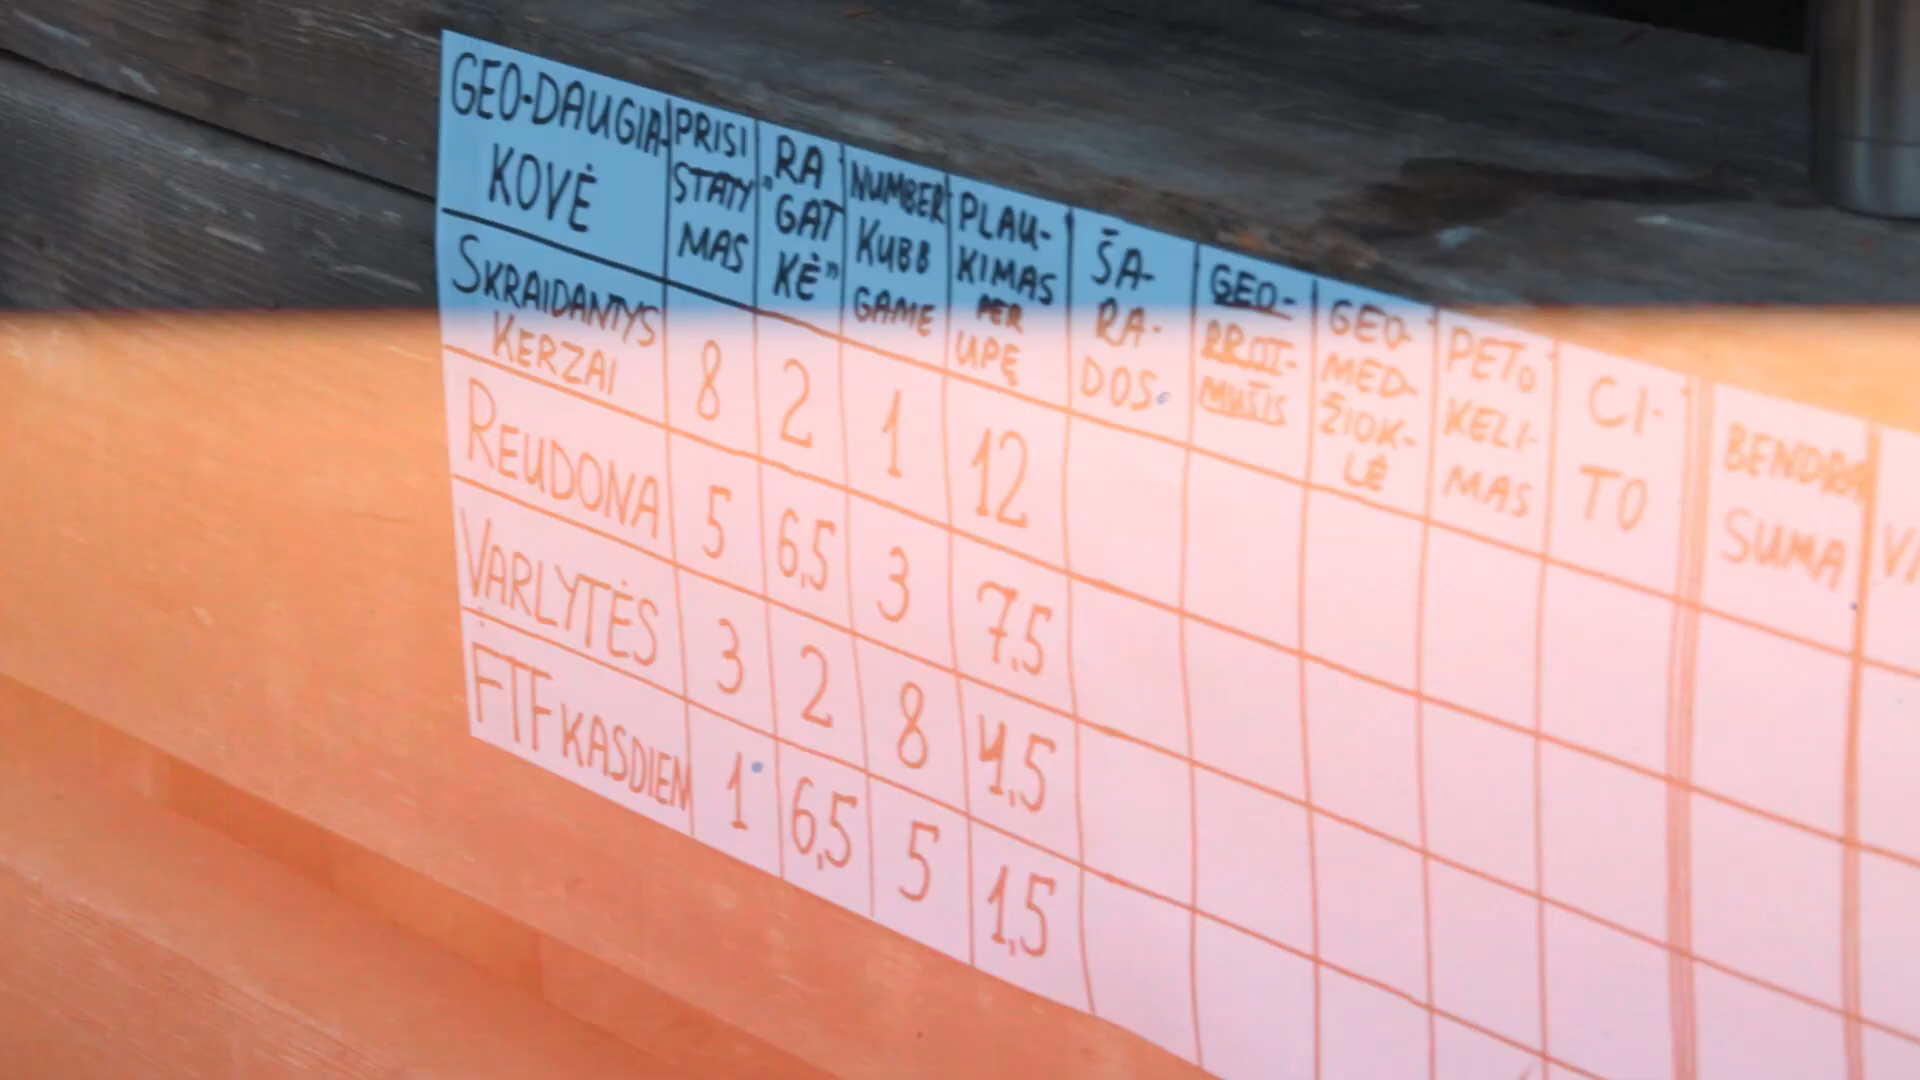 GEO-DAUGIA-
KOVĖ
PRISI
STATY
MAS
„RA
GAT
KĖ"
NUMBER
KUBB
GAME
PLAU-
KIMAS
PER
UPĘ
ŠA-
RA-
DOS
GEO-
PROT-
MŪŠIS
GEO-
MED-
ŽIOK-
LĖ
PETO
KELI-
MAS
CI-
TO
BENDRA
SUMA
SKRAIDANTYS
KERZAI
8 2 1 12
REUDONA
5 6,5 3 7,5
VARLYTĖS
3 2 8 4,5
FTF KASDIEN
1 6,5 5 1,5